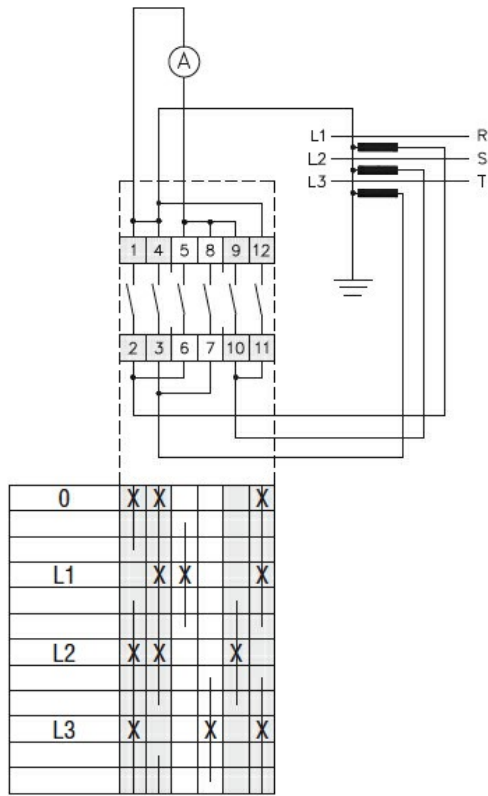 A
L1 R
L2 S
L3 T
1 4 5 8 9 12
2 3 6 7 10 11
0 X X X
L1 X X X
L2 X X X
L3 X X X